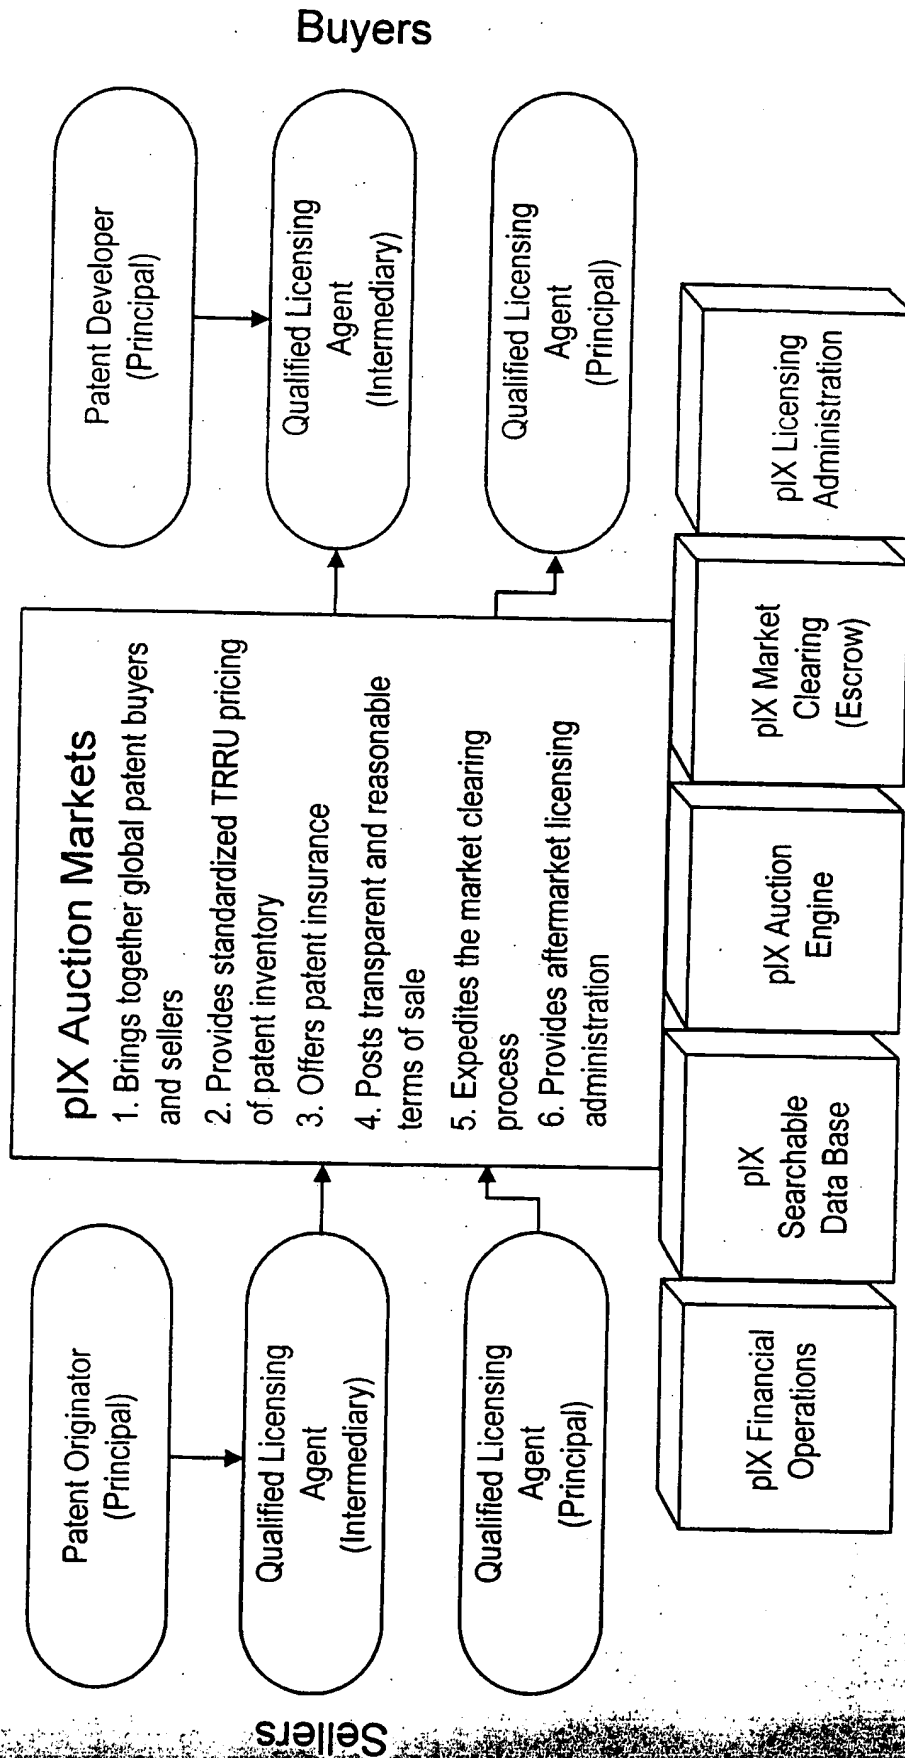 Sellers
Patent Originator
(Principal)
Qualified Licensing
Agent
(Intermediary)
Qualified Licensing
Agent
(Principal)
pIX Auction Markets
1. Brings together global patent buyers
and sellers
2. Provides standardized TRRU pricing
of patent inventory
3. Offers patent insurance
4. Posts transparent and reasonable
terms of sale
5. Expedites the market clearing
process
6. Provides aftermarket licensing
administration
Buyers
Patent Developer
(Principal)
Qualified Licensing
Agent
(Intermediary)
Qualified Licensing
Agent
(Principal)
pIX Financial
Operations
pIX
Searchable
Data Base
pIX Auction
Engine
pIX Market
Clearing
(Escrow)
pIX Licensing
Administration